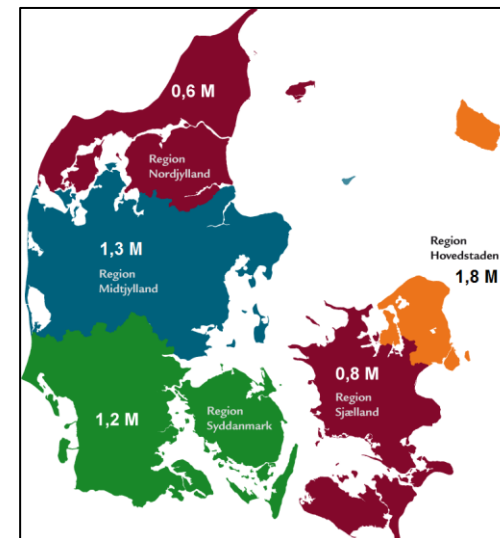 0,6 M
Region
Nordjylland
1,3 M
Region
Midtjylland
Region
Hovedstaden
1,8 M
0,8 M
Region
Sjælland
1,2 M
Region
Syddanmark